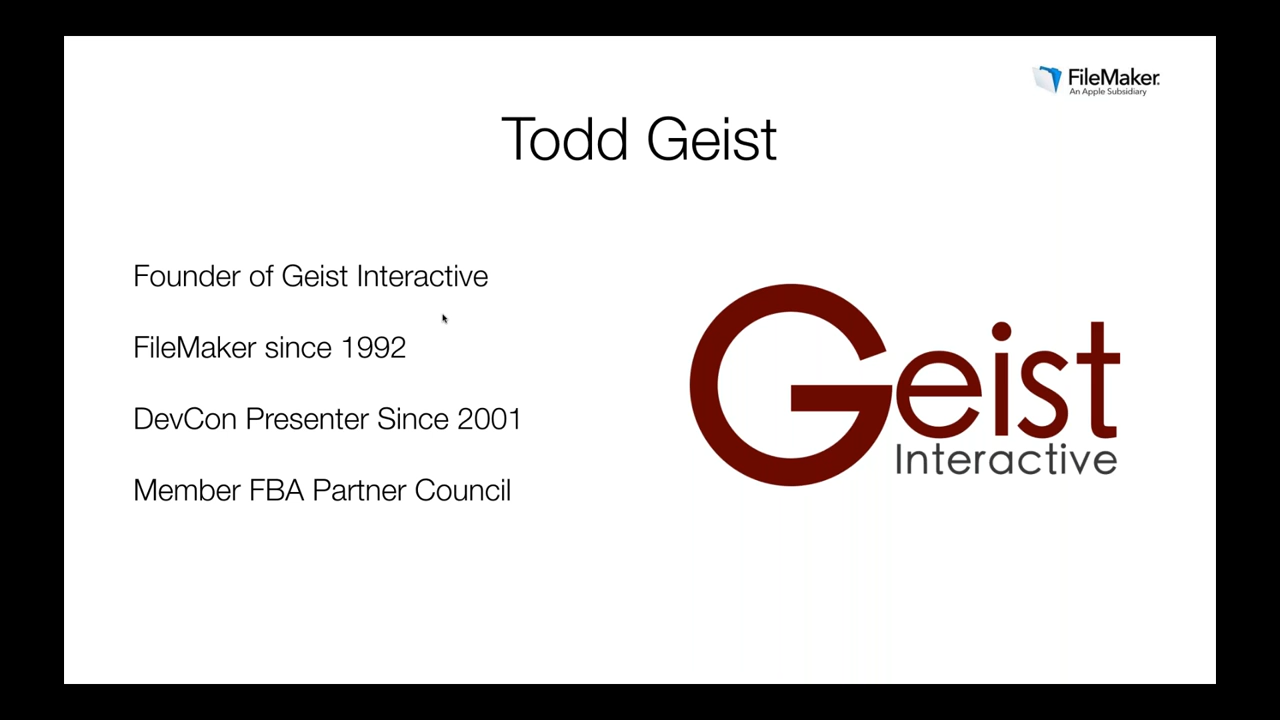 FileMaker.
An Apple Subsidiary
Todd Geist
Founder of Geist Interactive
FileMaker since 1992
DevCon Presenter Since 2001
Member FBA Partner Council
Geist
Interactive